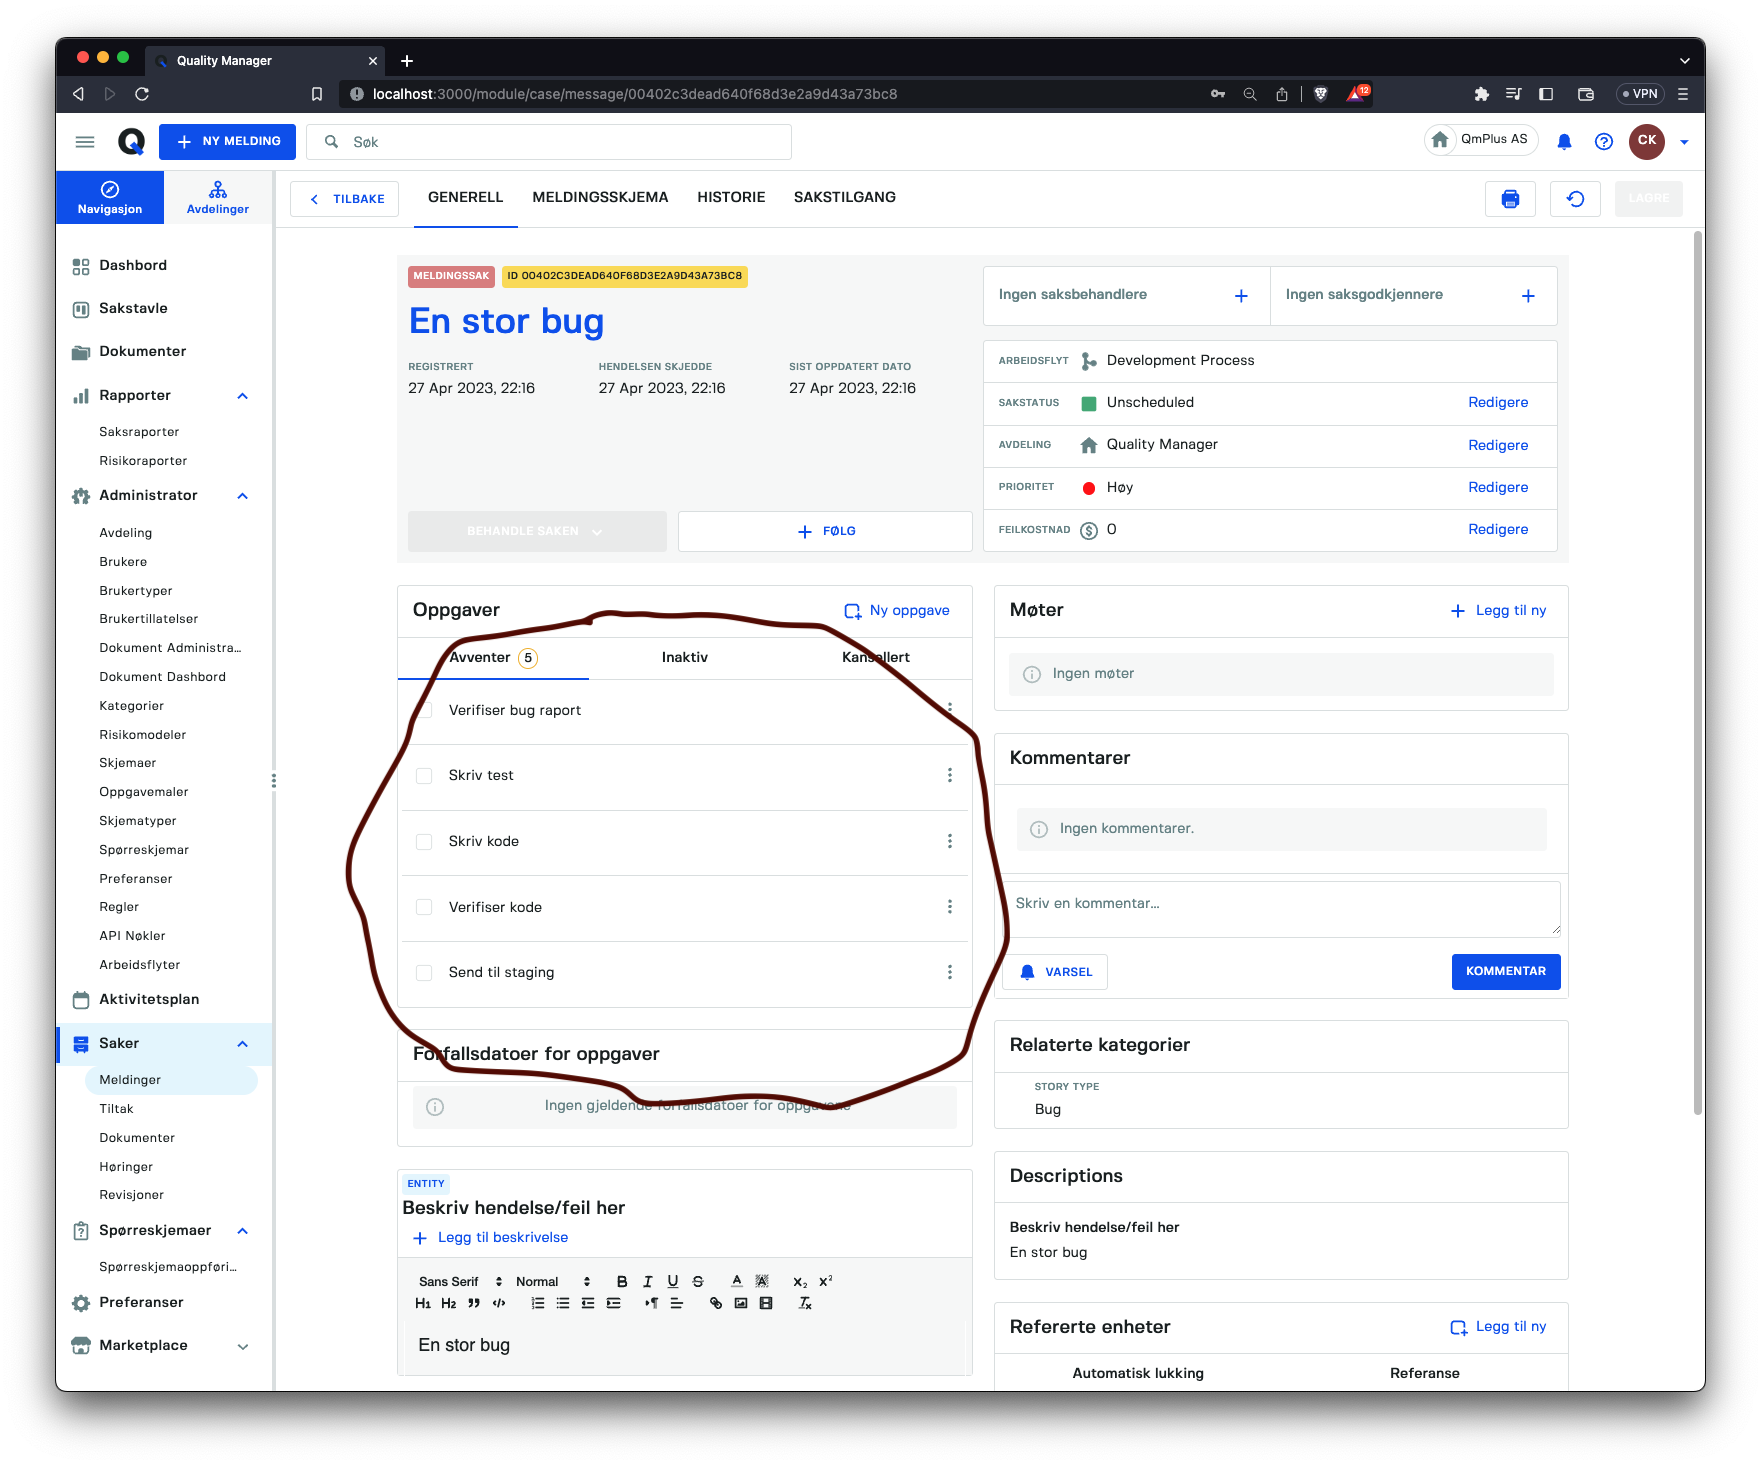 Quality Manager
localhost:3000/module/case/message/00402c3dead640f68d3e2a9d43a73bc8
12
VPN
NY MELDING
Søk
QmPlus AS
CK
Navigasjon
Avdelinger
TILBAKE
GENERELL
MELDINGSSKJEMA
HISTORIE
SAKSTILGANG
LAGRE
Dashbord
Sakstavle
Dokumenter
Rapporter
Saksraporter
Risikoraporter
Administrator
Avdeling
Brukere
Brukertyper
Brukertillatelser
Dokument Administra...
Dokument Dashbord
Kategorier
Risikomodeler
Skjemaer
Oppgavemaler
Skjematyper
Spørreskjemar
Preferanser
Regler
API Nøkler
Arbeidsflyter
Aktivitetsplan
Saker
Meldinger
Tiltak
Dokumenter
Høringer
Revisjoner
Spørreskjemaer
Spørreskjemaoppføri...
Preferanser
Marketplace
MELDINGSSAK
ID 00402C3DEAD640F68D3E2A9D43A73BC8
En stor bug
REGISTRERT
27 Apr 2023, 22:16
HENDELSEN SKJEDDE
27 Apr 2023, 22:16
SIST OPPDATERT DATO
27 Apr 2023, 22:16
BEHANDLE SAKEN
FØLG
Ingen saksbehandlere
Ingen saksgodkjennere
ARBEIDSFLYT Development Process
SAKSTATUS Unscheduled Redigere
AVDELING Quality Manager Redigere
PRIORITET Høy Redigere
FEILKOSTNAD 0 Redigere
Oppgaver
Ny oppgave
Avventer 5
Inaktiv
Kansellert
Verifiser bug raport
Skriv test
Skriv kode
Verifiser kode
Send til staging
Forfallsdatoer for oppgaver
Ingen gjeldende forfallsdatoer for oppgavene
ENTITY
Beskriv hendelse/feil her
Legg til beskrivelse
Sans Serif
Normal
En stor bug
Møter
Legg til ny
Ingen møter
Kommentarer
Ingen kommentarer.
Skriv en kommentar...
VARSEL
KOMMENTAR
Relaterte kategorier
STORY TYPE
Bug
Descriptions
Beskriv hendelse/feil her
En stor bug
Refererte enheter
Legg til ny
Automatisk lukking
Referanse